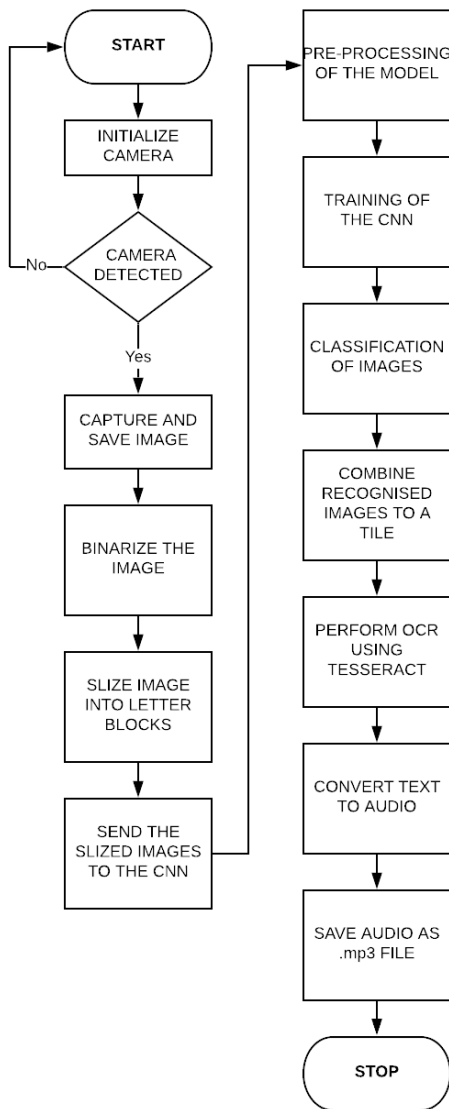 START
INITIALIZE
CAMERA
CAMERA
DETECTED
No
Yes
CAPTURE AND
SAVE IMAGE
BINARIZE THE
IMAGE
SLIZE IMAGE
INTO LETTER
BLOCKS
SEND THE
SLIZED IMAGES
TO THE CNN
PRE-PROCESSING
OF THE MODEL
TRAINING OF
THE CNN
CLASSIFICATION
OF IMAGES
COMBINE
RECOGNISED
IMAGES TO A
TILE
PERFORM OCR
USING
TESSERACT
CONVERT TEXT
TO AUDIO
SAVE AUDIO AS
.mp3 FILE
STOP